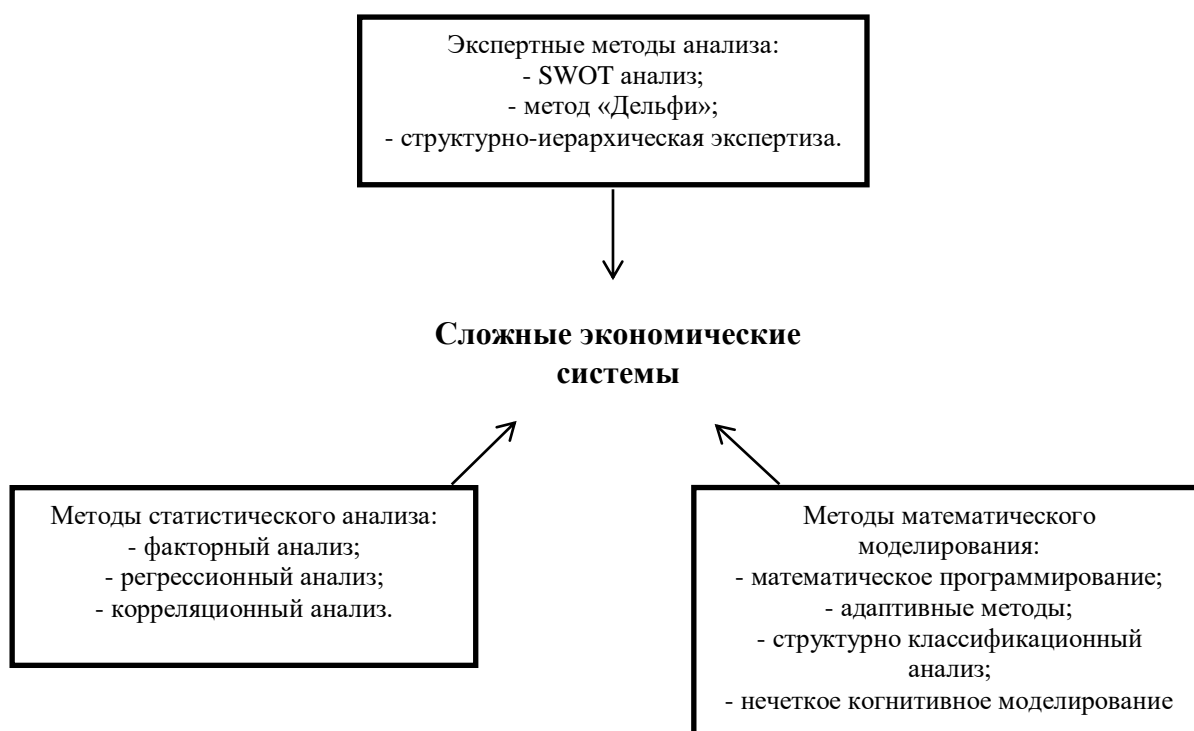 Экспертные методы анализа:
- SWOT анализ;
- метод «Дельфи»;
- структурно-иерархическая экспертиза.
Сложные экономические
системы
Методы статистического анализа:
- факторный анализ;
- регрессионный анализ;
- корреляционный анализ.
Методы математического
моделирования:
- математическое программирование;
- адаптивные методы;
- структурно классификационный
анализ;
- нечеткое когнитивное моделирование